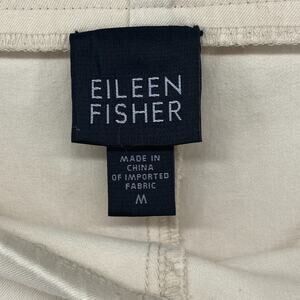 EILEEN
FISHER
MADE IN
CHINA
OF IMPORTED
FABRIC
M